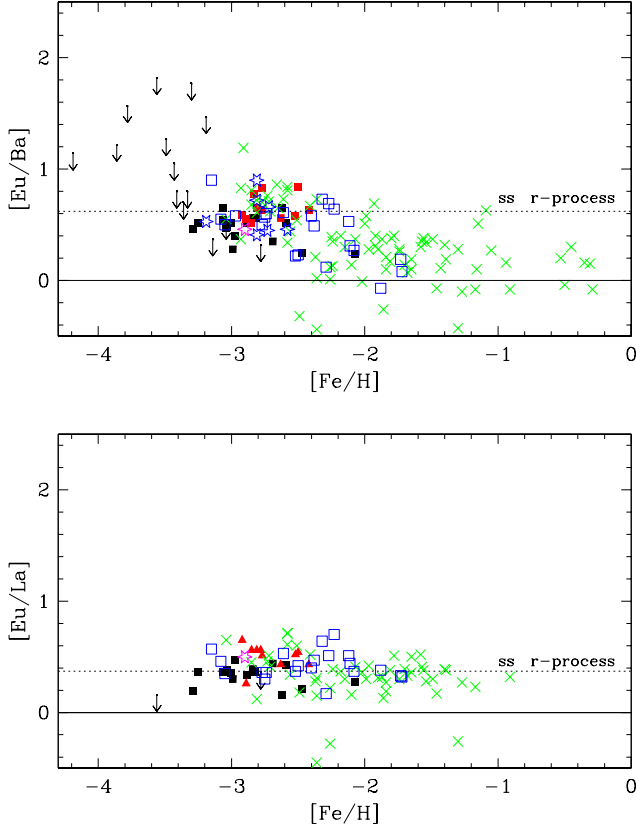 2
1
0
[Eu/Ba]
ss r-process
−4
−3
−2
−1
0
[Fe/H]
2
1
0
[Eu/La]
ss r-process
−4
−3
−2
−1
0
[Fe/H]